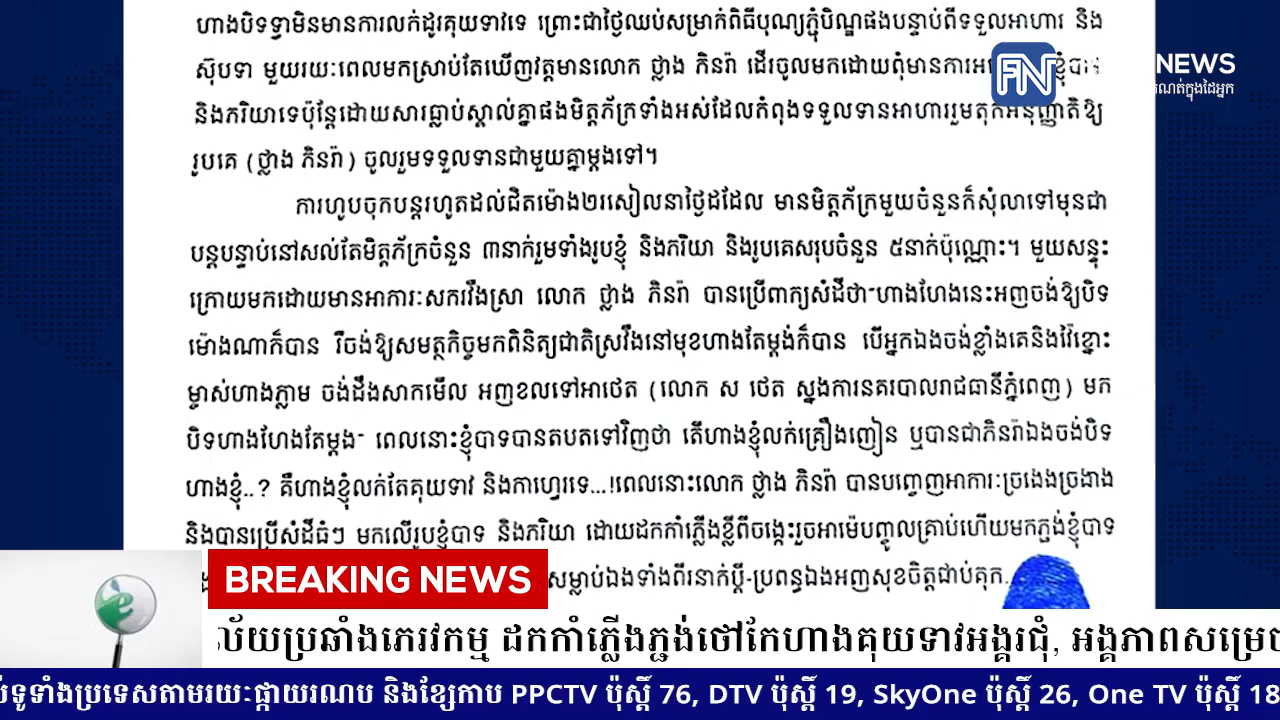 ហាងបិទទ្វាមិនមានការលក់ដូរគុយទាវទេ ព្រោះជាថ្ងៃឈប់សម្រាក់ពិធីបុណ្យភ្ជុំបិណ្ឌផងបន្ទាប់ពីទទួលអាហារ និង
ស៊ុបទា មួយរយៈពេលមកស្រាប់តែឃើញវត្តមានលោក ថ្លាង ភិនរ៉ា ដើរចូលមកដោយពុំមានការ
NEWS
និងភរិយាទេប៉ុន្តែដោយសារធ្លាប់ស្គាល់គ្នាផងមិត្តភ័ក្រទាំងអស់ដែលកំពុងទទួលទានអាហាររួមតុក៏អនុញ្ញាតិឱ្យ
រណត់ក្នុងដៃអ្នក
រូបគេ (ថ្លាង ភិនរ៉ា) ចូលរួមទទួលទានជាមួយគ្នាម្តងទៅ។
ការហូបចុកបន្តរហូតដល់ជិតម៉ោង២រសៀលនាថ្ងៃដដែល មានមិត្តភ័ក្រមួយចំនួនក៏សុំលាទៅមុនជា
បន្តបន្ទាប់នៅសល់តែមិត្តភ័ក្រចំនួន ៣នាក់រួមទាំងរូបខ្ញុំ និងភរិយា និងរូបគេសរុបចំនួន ៥នាក់ប៉ុណ្ណោះ។ មួយសន្ទុះ
ក្រោយមកដោយមានអាការៈសករវឹងស្រា លោក ថ្លាង ភិនរ៉ា បានប្រើពាក្យសំដីថា"ហាងហែងនេះអញចង់ឱ្យបិទ
ម៉ោងណាក៏បាន រឺចង់ឱ្យសមត្ថកិច្ចមកពិនិត្យជាតិស្រវឹងនៅមុខហាងតែម្តងក៏បាន បើអ្នកឯងចង់ខ្លាំងគេនិងវ៉ៃខ្នោះ
ម្ចាស់ហាងភ្លាម ចង់ដឹងសាកមើល អញខលទៅអាថេត (លោក ស ថេត ស្នងការនគរបាលរាជធានីភ្នំពេញ) មក
បិទហាងហែងតែម្តង" ពេលនោះខ្ញុំបាទបានតបតទៅវិញថា តើហាងខ្ញុំលក់គ្រឿងញៀន ឬបានជាភិនរ៉ាឯងចង់បិទ
ហាងខ្ញុំ..? គឺហាងខ្ញុំលក់តែគុយទាវ និងកាហ្វេរទេ...!ពេលនោះលោក ថ្លាង ភិនរ៉ា បានបញ្ចេញអាការៈច្រងេងច្រងាង
និងបានប្រើសំដីធំៗ មកលើរូបខ្ញុំបាទ និងភរិយា ដោយដកកាំភ្លើងខ្លីពីចង្កេះរួចអាម៉េបញ្ចូលគ្រាប់ហើយមកភ្ជង់ខ្ញុំបាទ
សម្លាប់ឯងទាំងពីរនាក់ប្តី-ប្រពន្ធឯងអញសុខចិត្តជាប់គុក...
BREAKING NEWS
ល័យប្រឆាំងភេរវកម្ម ដកកាំភ្លើងភ្ជង់ថៅកែហាងគុយទាវអង្គរជុំ, អង្គភាពសម្រេច
ទូទាំងប្រទេសតាមរយៈផ្កាយរណប និងខ្សែកាប PPCTV ប៉ុស្តិ៍ 76, DTV ប៉ុស្តិ៍ 19, SkyOne ប៉ុស្តិ៍ 26, One TV ប៉ុស្តិ៍ 18